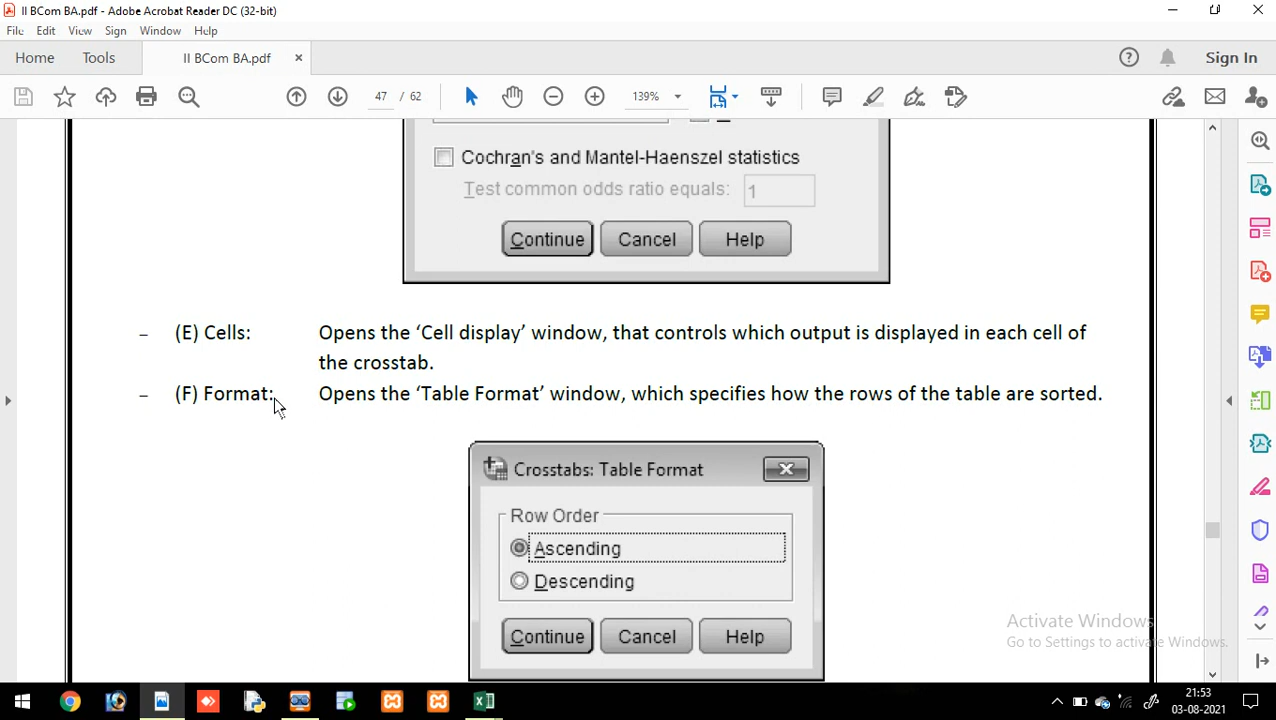 II BCom BA.pdf - Adobe Acrobat Reader DC (32-bit)
File Edit View Sign Window Help
Home Tools II BCom BA.pdf Sign In
47 / 62 139%
Cochran's and Mantel-Haenszel statistics
Test common odds ratio equals: 1
Continue Cancel Help
– (E) Cells: Opens the ‘Cell display’ window, that controls which output is displayed in each cell of
the crosstab.
– (F) Format: Opens the ‘Table Format’ window, which specifies how the rows of the table are sorted.
Crosstabs: Table Format
Row Order
Ascending
Descending
Continue Cancel Help
Activate Windows
Go to Settings to activate Windows.
21:53
03-08-2021